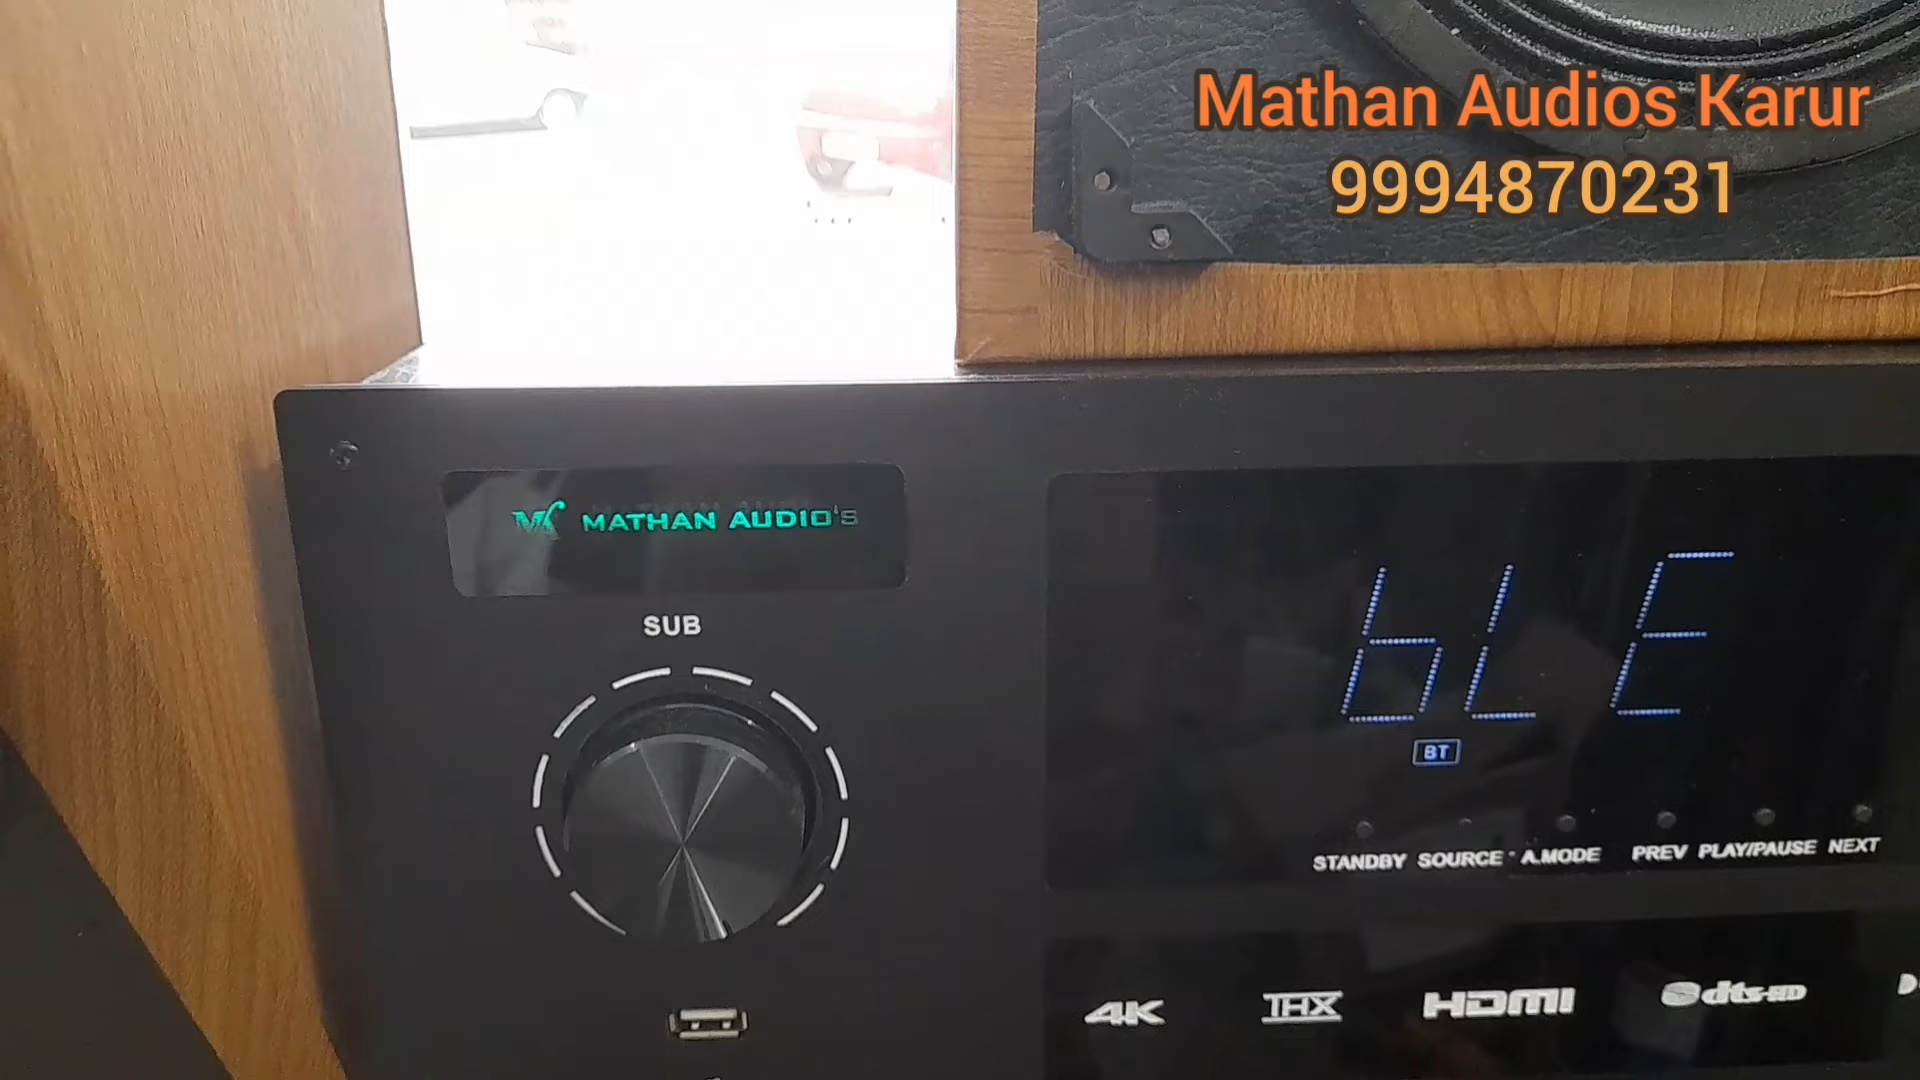 Mathan Audios Karur
9994870231
MATHAN AUDIO'S
SUB
bLE
BT
STANDBY SOURCE A.MODE PREV PLAY/PAUSE NEXT
4K THX HDMI dts-HD